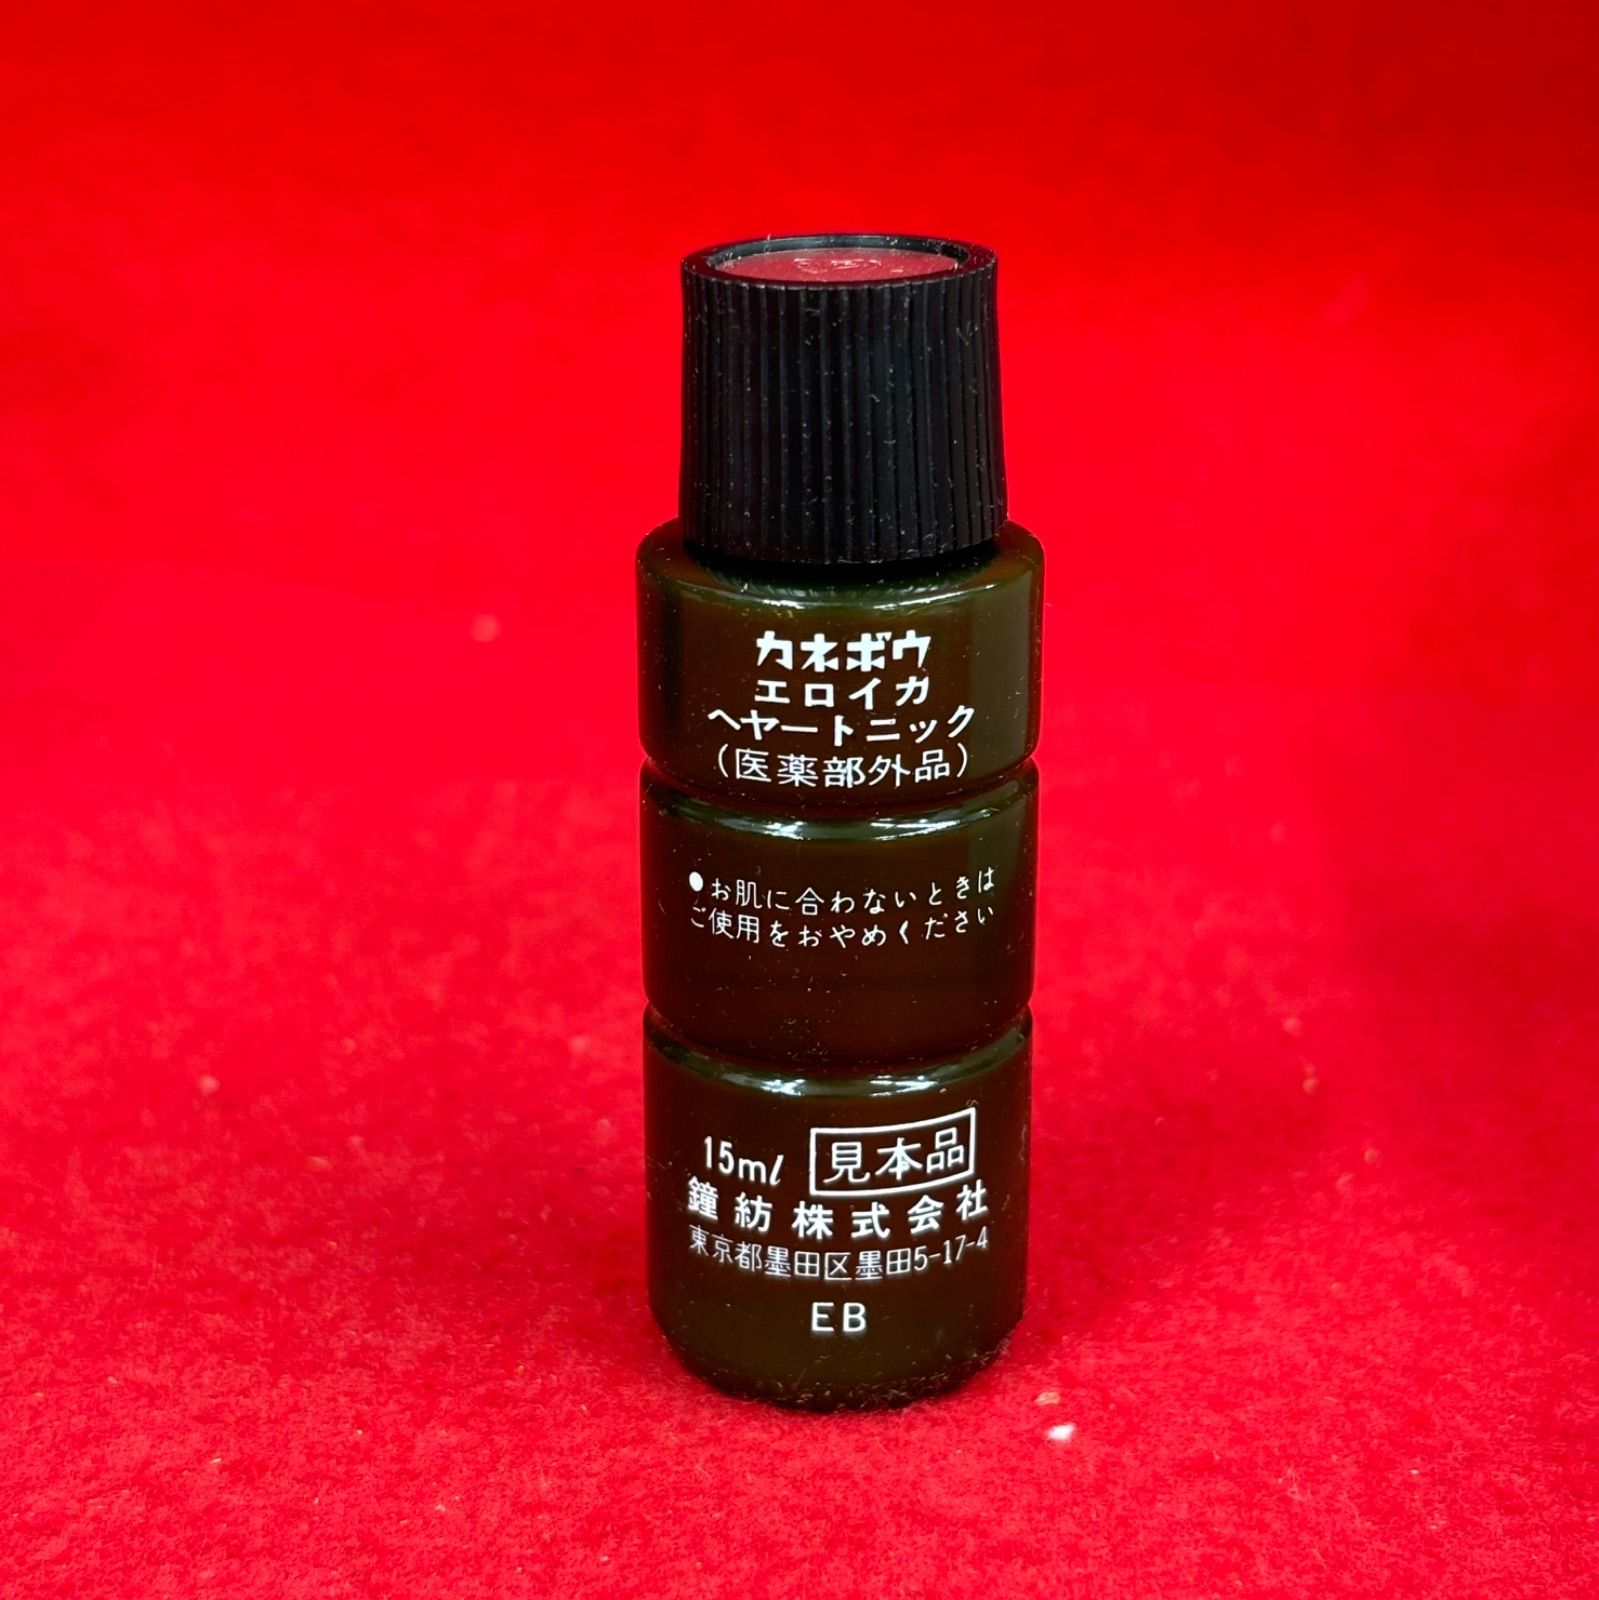 カネボウ
エロイカ
ヘヤートニック
(医薬部外品)
●お肌に合わないときは
ご使用をおやめください
15ml 見本品
鐘紡株式会社
東京都墨田区墨田5-17-4
EB